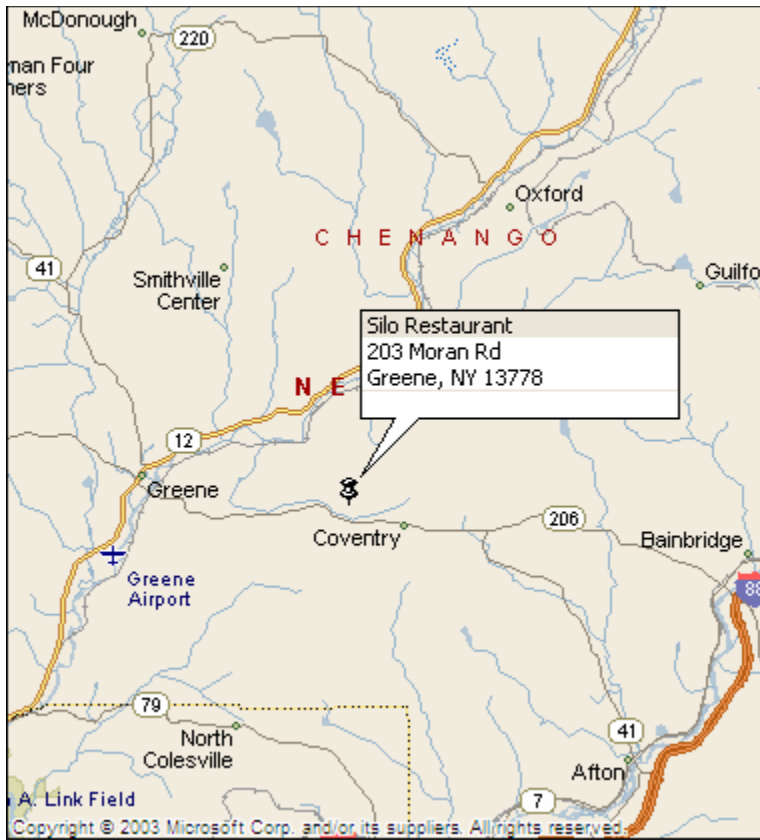 McDonough
220
man Four
ners
Oxford
C H E N A N G O
41
Smithville
Center
Guilfo
Silo Restaurant
203 Moran Rd
Greene, NY 13778
N E
12
Greene
206
Coventry
Bainbridge
Greene
Airport
88
79
North
Colesville
41
Afton
A. Link Field
7
Copyright © 2003 Microsoft Corp. and/or its suppliers. All rights reserved.